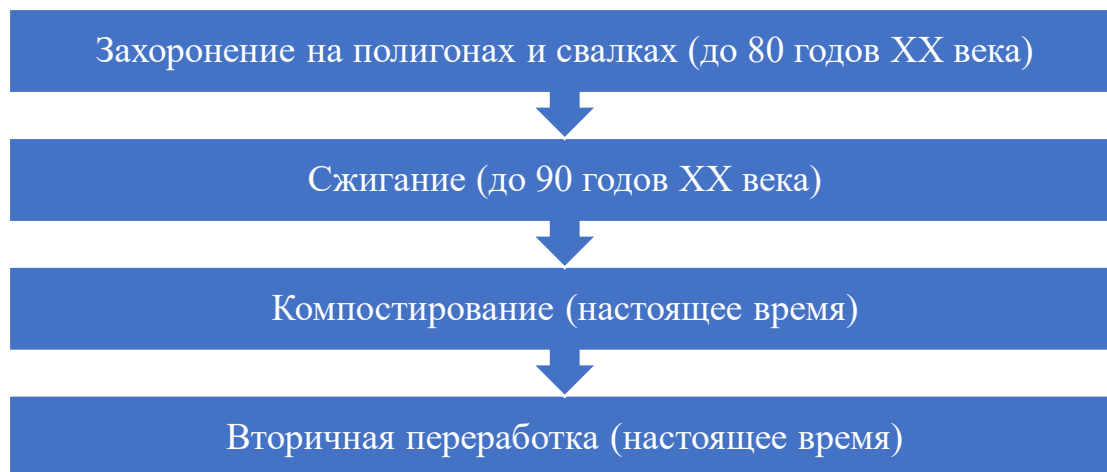 Захоронение на полигонах и свалках (до 80 годов XX века)
Сжигание (до 90 годов XX века)
Компостирование (настоящее время)
Вторичная переработка (настоящее время)